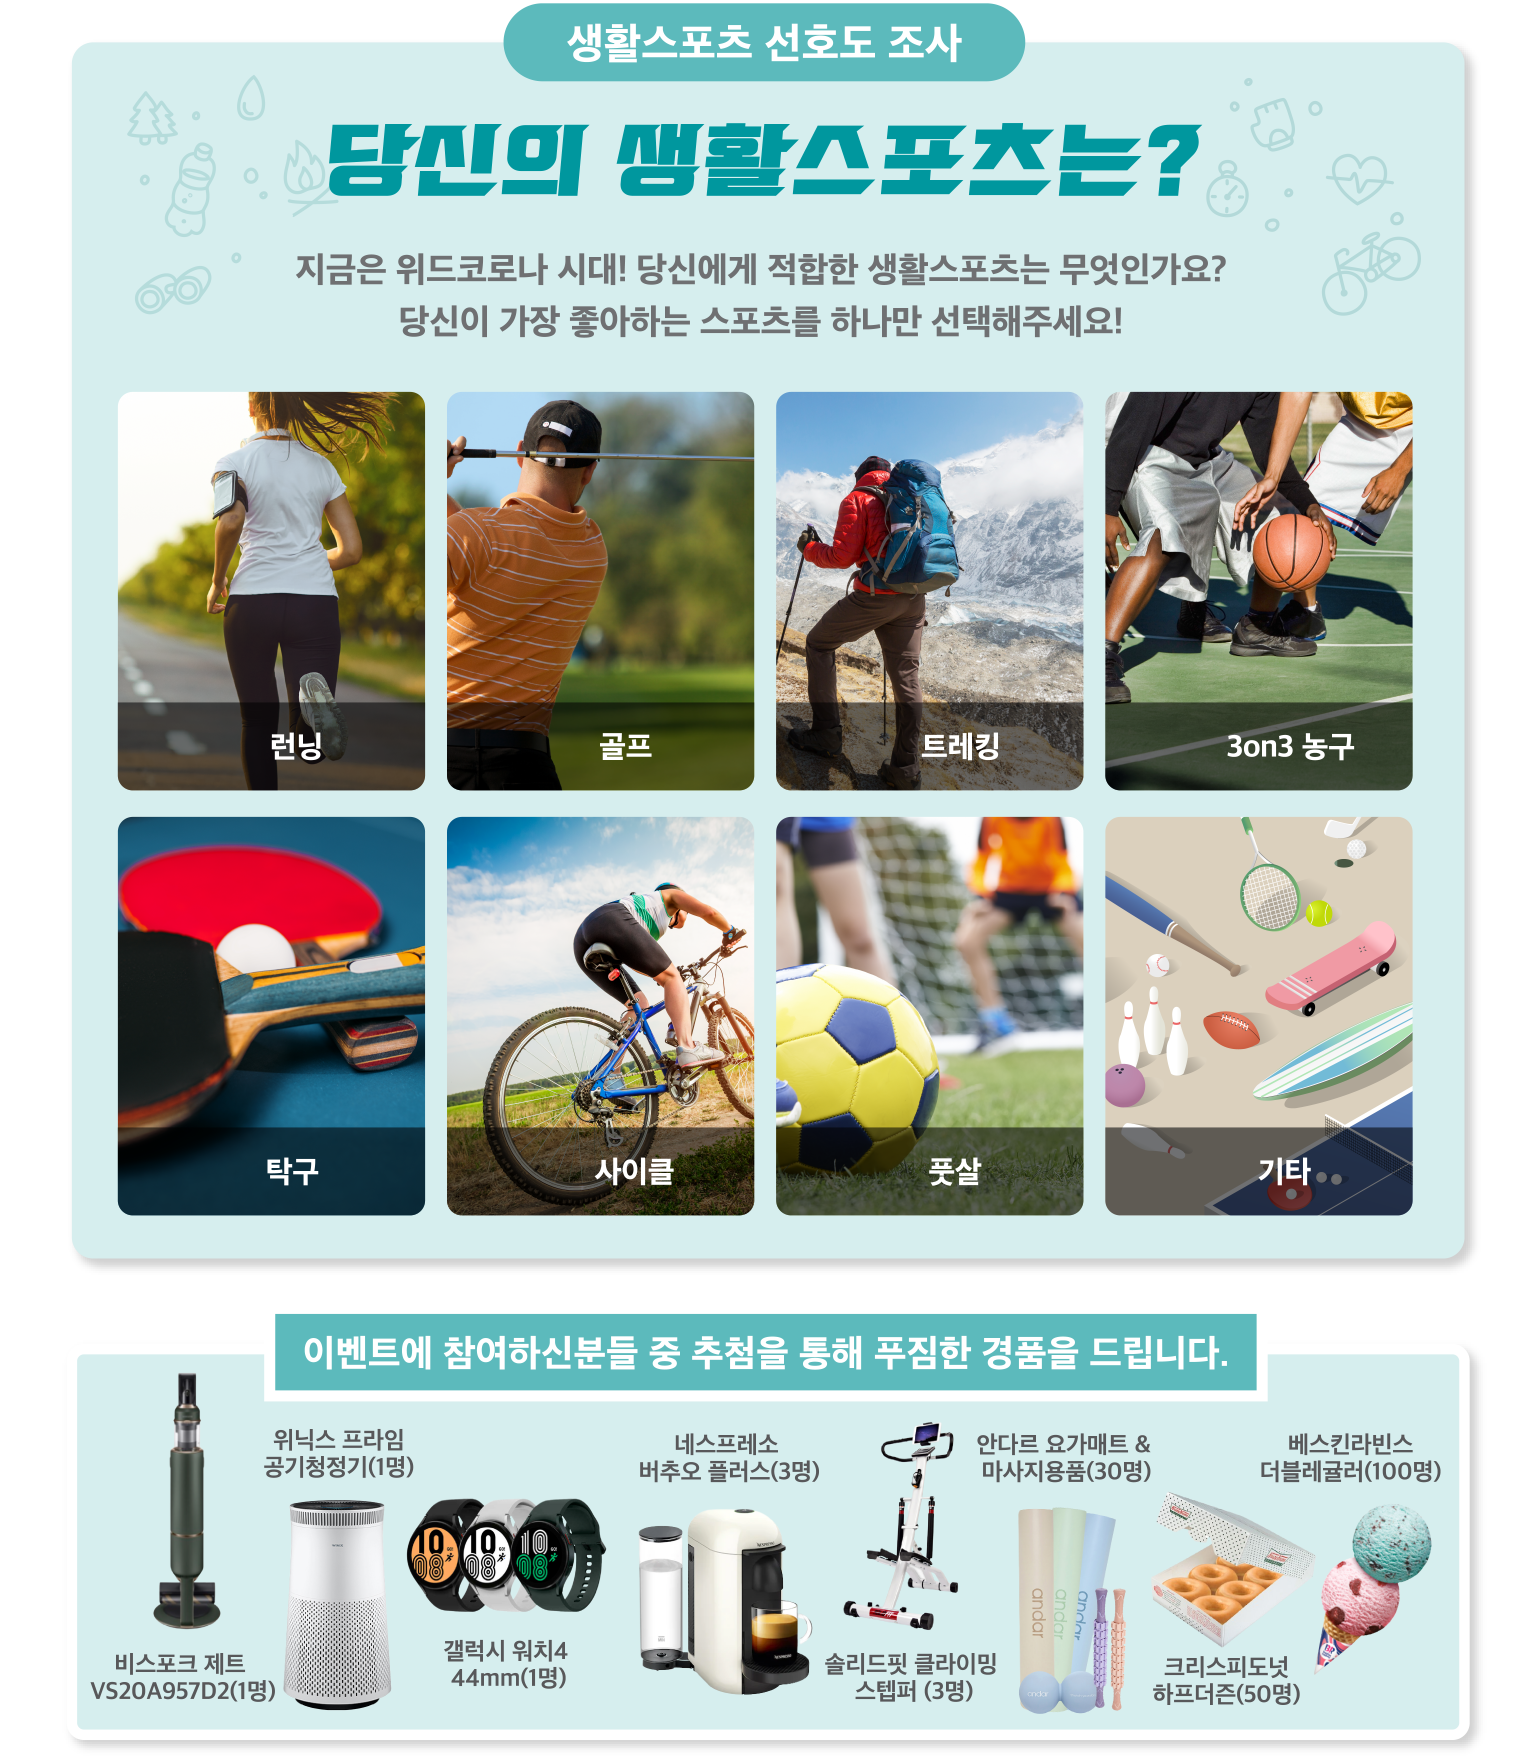 생활스포츠 선호도 조사
당신의 생활스포츠는?
지금은 위드코로나 시대! 당신에게 적합한 생활스포츠는 무엇인가요?
당신이 가장 좋아하는 스포츠를 하나만 선택해주세요!
런닝
골프
트레킹
3on3 농구
탁구
사이클
풋살
기타
이벤트에 참여하신분들 중 추첨을 통해 푸짐한 경품을 드립니다.
비스포크 제트
VS20A957D2(1명)
위닉스 프라임
공기청정기(1명)
10
08
GO!
10
08
GO!
10
08
GO!
갤럭시 워치4
44mm(1명)
네스프레소
버추오 플러스(3명)
솔리드핏 클라이밍
스텝퍼 (3명)
안다르 요가매트 &
마사지용품(30명)
andar
andar
andar
andar
크리스피도넛
하프더즌(50명)
베스킨라빈스
더블레귤러(100명)